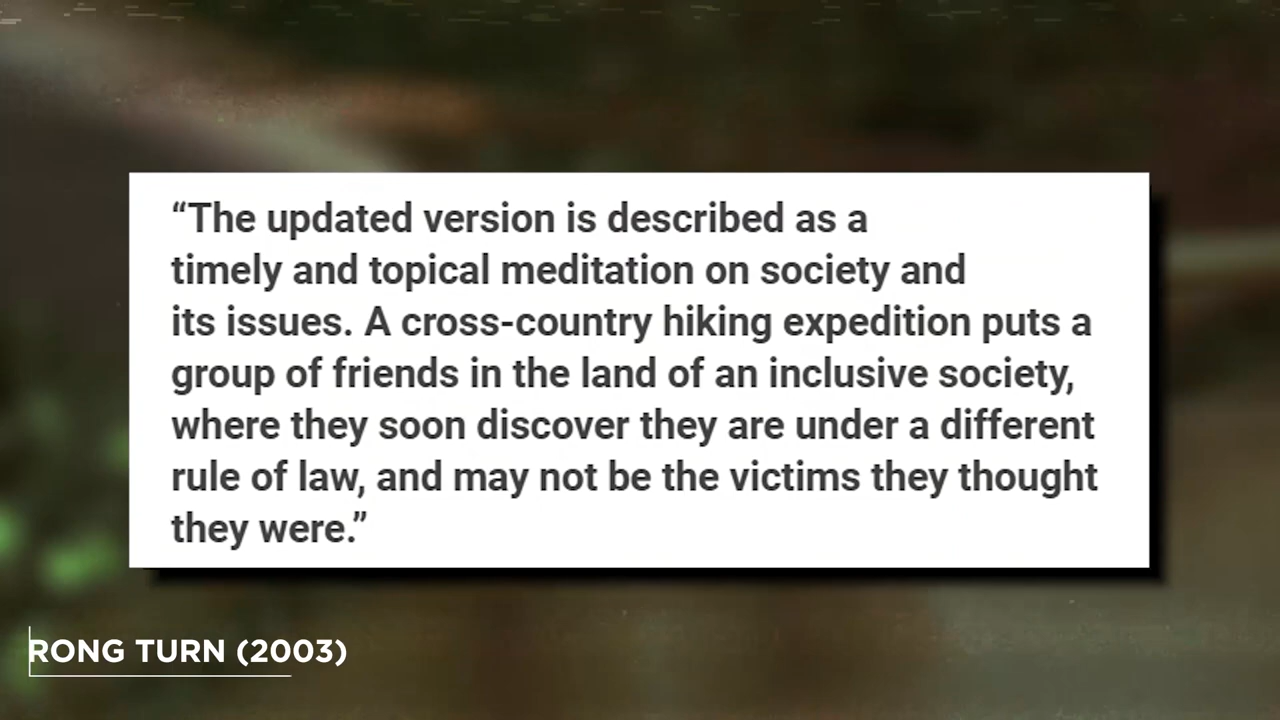 “The updated version is described as a
timely and topical meditation on society and
its issues. A cross-country hiking expedition puts a
group of friends in the land of an inclusive society,
where they soon discover they are under a different
rule of law, and may not be the victims they thought
they were.”
RONG TURN (2003)